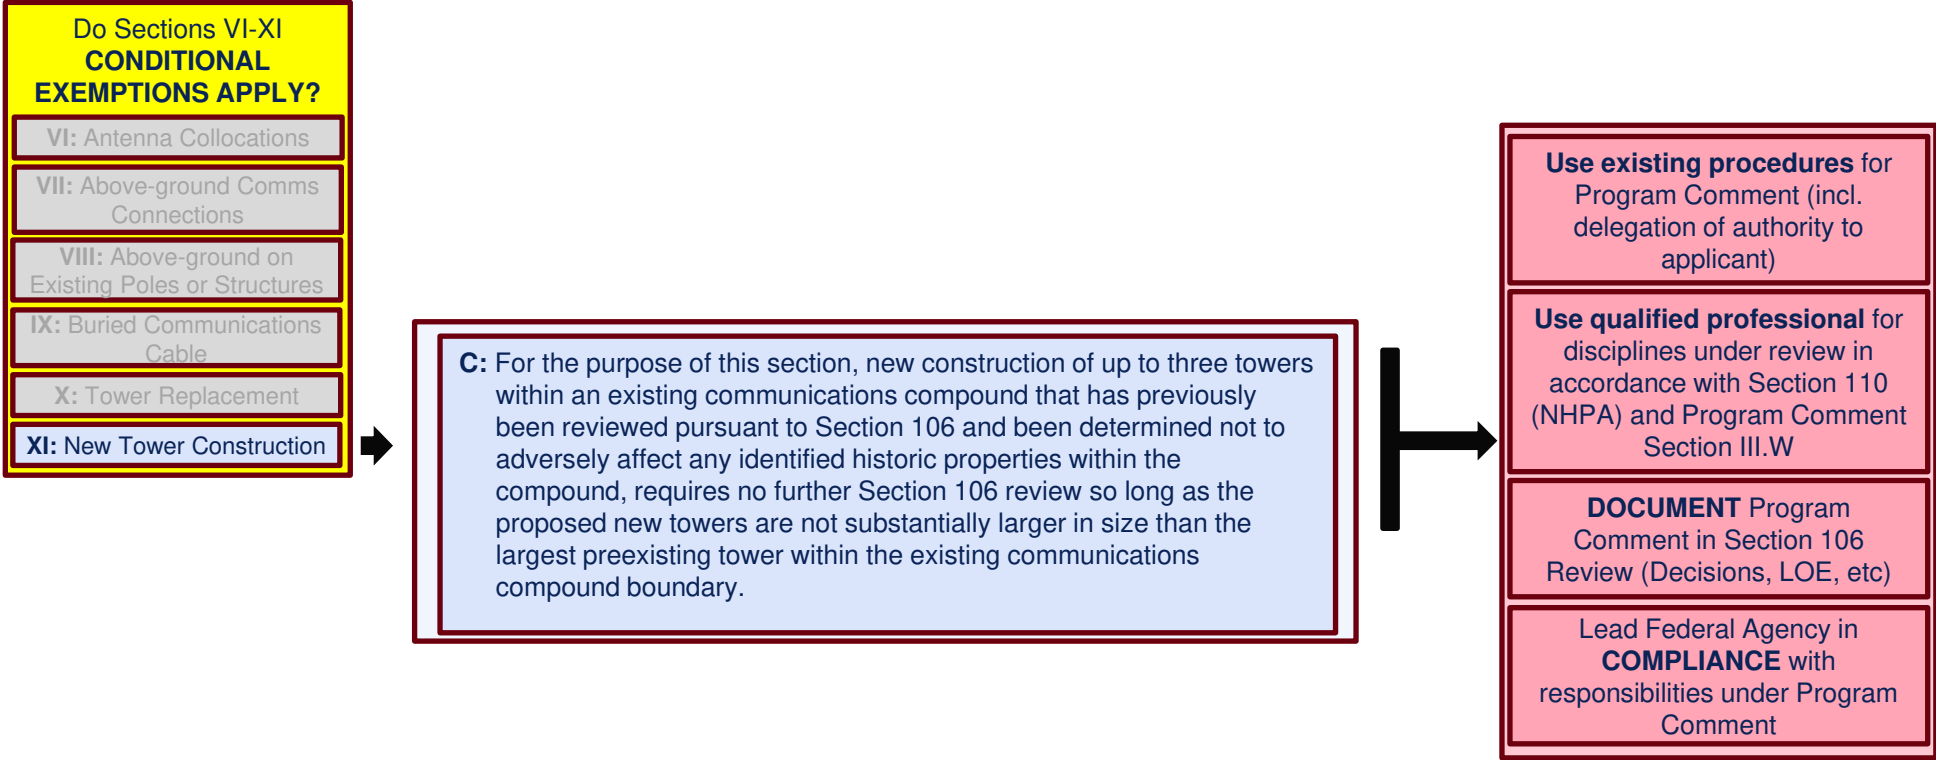 Do Sections VI-XI
CONDITIONAL
EXEMPTIONS APPLY?
VI: Antenna Collocations
VII: Above-ground Comms
Connections
VIII: Above-ground on
Existing Poles or Structures
IX: Buried Communications
Cable
X: Tower Replacement
XI: New Tower Construction
C: For the purpose of this section, new construction of up to three towers
within an existing communications compound that has previously
been reviewed pursuant to Section 106 and been determined not to
adversely affect any identified historic properties within the
compound, requires no further Section 106 review so long as the
proposed new towers are not substantially larger in size than the
largest preexisting tower within the existing communications
compound boundary.
Use existing procedures for
Program Comment (incl.
delegation of authority to
applicant)
Use qualified professional for
disciplines under review in
accordance with Section 110
(NHPA) and Program Comment
Section III.W
DOCUMENT Program
Comment in Section 106
Review (Decisions, LOE, etc)
Lead Federal Agency in
COMPLIANCE with
responsibilities under Program
Comment